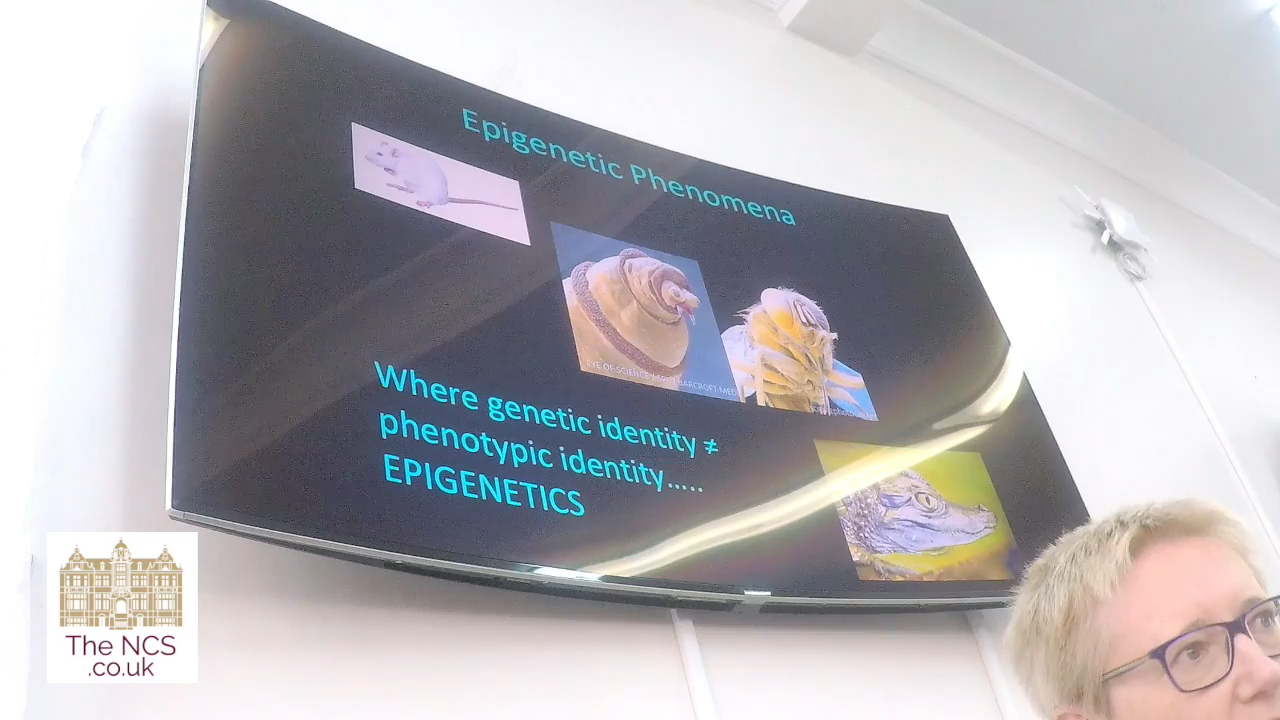 Epigenetic Phenomena
Where genetic identity ≠
phenotypic identity.....
EPIGENETICS
The NCS
.co.uk